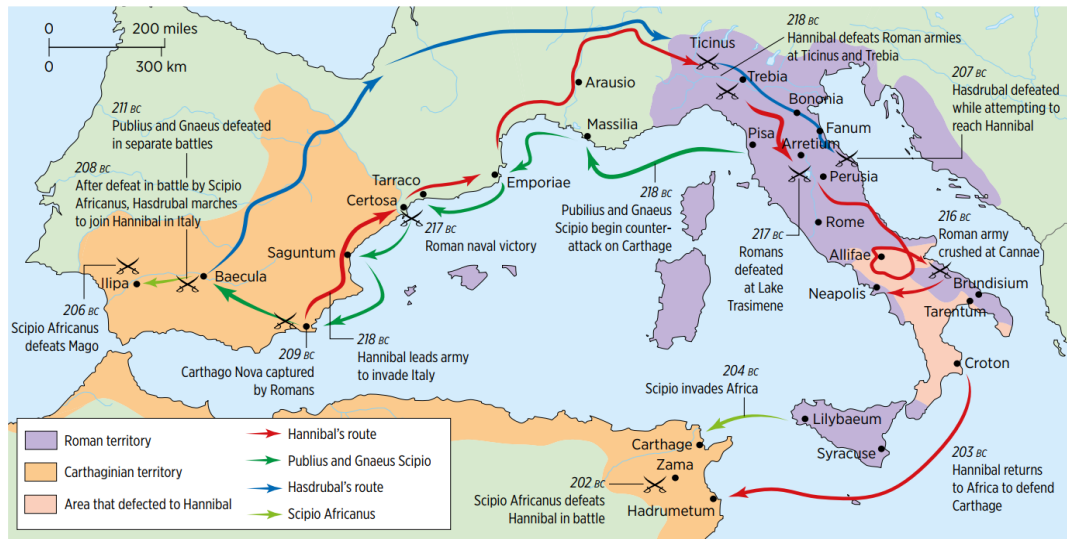 0 200 miles
0 300 km
218 BC
Hannibal defeats Roman armies
at Ticinus and Trebia
Ticinus
Trebia
207 BC
Hasdrubal defeated
while attempting to
reach Hannibal
Arausio
Bononia
Massilia
Fanum
Pisa
Arretium
Perusia
211 BC
Publius and Gnaeus defeated
in separate battles
208 BC
After defeat in battle by Scipio
Africanus, Hasdrubal marches
to join Hannibal in Italy
Tarraco
Emporiae
Certosa
218 BC
Pubilius and Gnaeus
Scipio begin counter-
attack on Carthage
217 BC
Roman naval victory
Rome
216 BC
Roman army
crushed at Cannae
217 BC
Romans
defeated
at Lake
Trasimene
Saguntum
Allifae
Baecula
Ilipa
Neapolis
Brundisium
Tarentum
206 BC
Scipio Africanus
defeats Mago
209 BC
Carthago Nova captured
by Romans
218 BC
Hannibal leads army
to invade Italy
Croton
204 BC
Scipio invades Africa
Lilybaeum
Carthage
Syracuse
Zama
202 BC
Scipio Africanus defeats
Hannibal in battle
Hadrumetum
203 BC
Hannibal returns
to Africa to defend
Carthage
Roman territory
Carthaginian territory
Area that defected to Hannibal
Hannibal's route
Publius and Gnaeus Scipio
Hasdrubal's route
Scipio Africanus